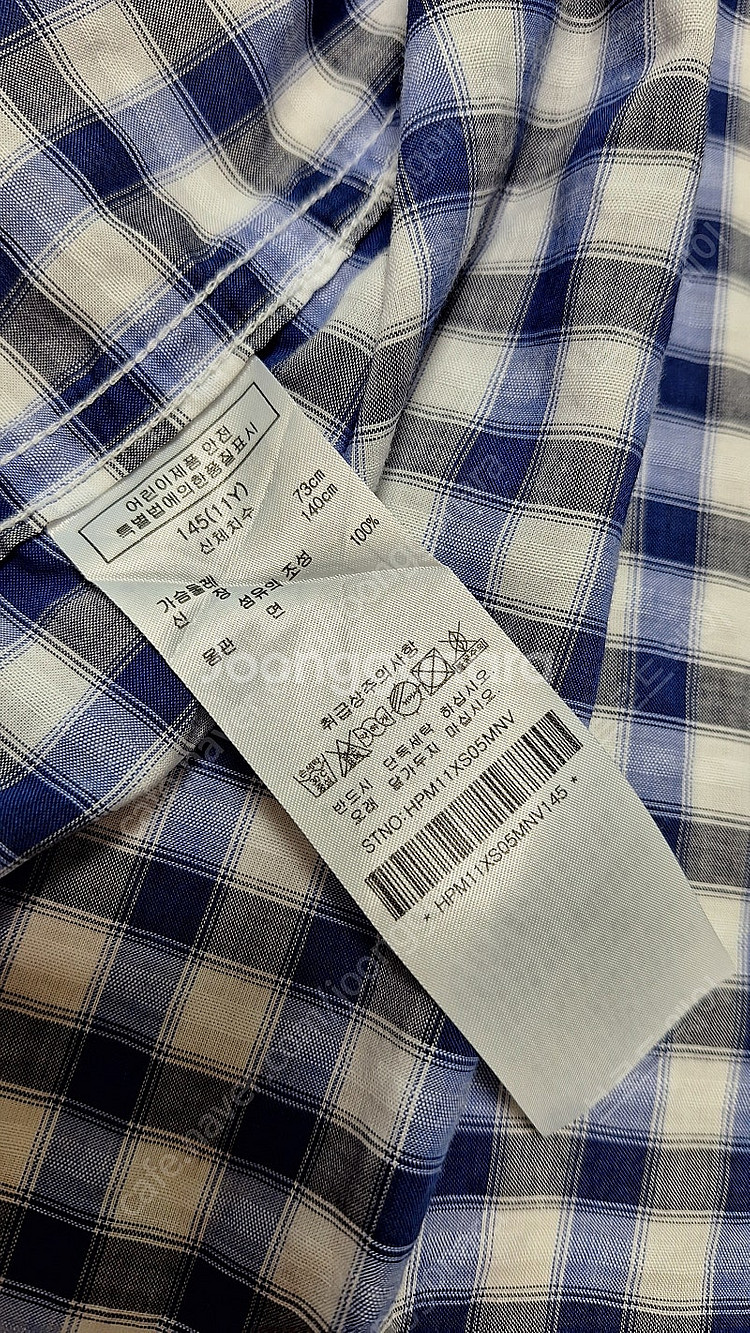 어린이제품 안전
특별법에의한품질표시
145(11Y)
신체치수
가슴둘레 73cm
신 장 140cm
섬유의 조성
몸판 면 100%
취급상주의사항
반드시 단독세탁 하십시오
오래 담가두지 마십시오
STNO:HPM11XS05MNV
* HPM11XS05MNV145 *